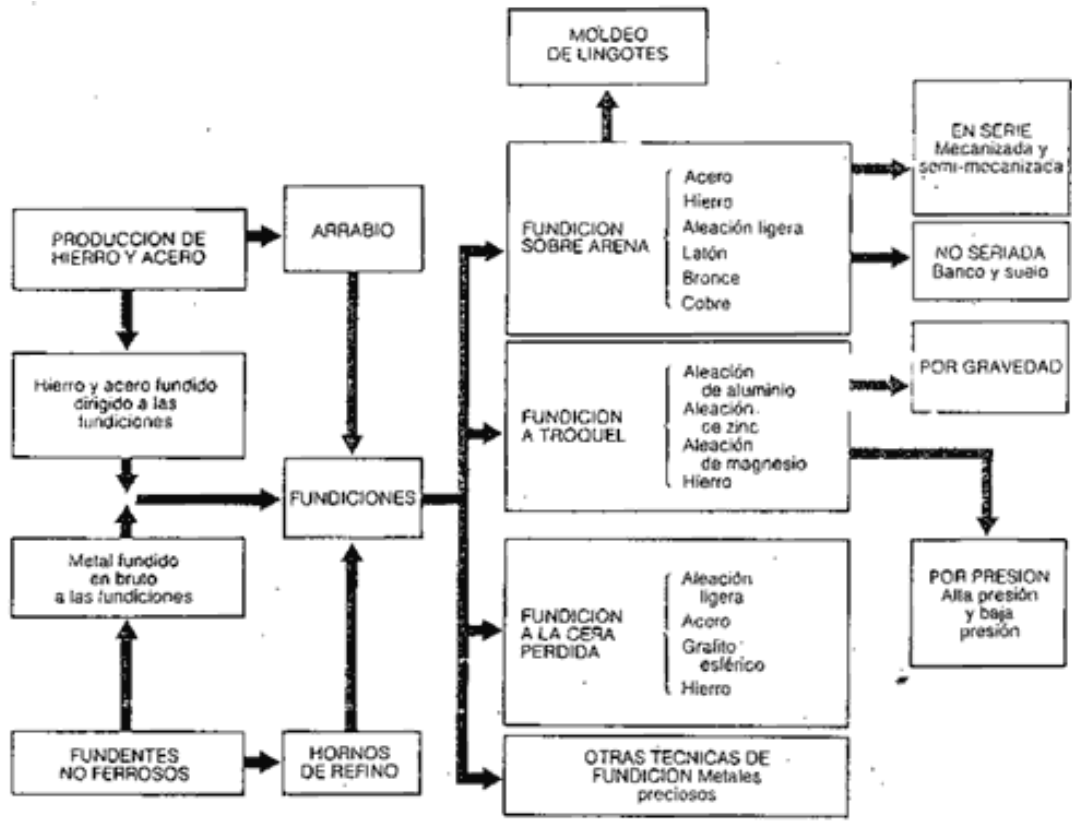 MOLDEO
DE LINGOTES
EN SERIE
Mecanizada y
semi-mecanizada
PRODUCCION DE
HIERRO Y ACERO
ARRABIO
FUNDICION
SOBRE ARENA
Acero
Hierro
Aleación ligera
Latón
Bronce
Cobre
NO SERIADA
Banco y suelo
Hierro y acero fundido
dirigido a las
fundiciones
FUNDICION
A TROQUEL
Aleación
de aluminio
Aleación
de zinc
Aleación
de magnesio
Hierro
POR GRAVEDAD
FUNDICIONES
Metal fundido
en bruto
a las fundiciones
FUNDICION
A LA CERA
PERDIDA
Aleación
ligera
Acero
Grafito
esférico
Hierro
POR PRESION
Alta presión
y baja
presión
FUNDENTES
NO FERROSOS
HORNOS
DE REFINO
OTRAS TECNICAS DE
FUNDICION Metales
preciosos